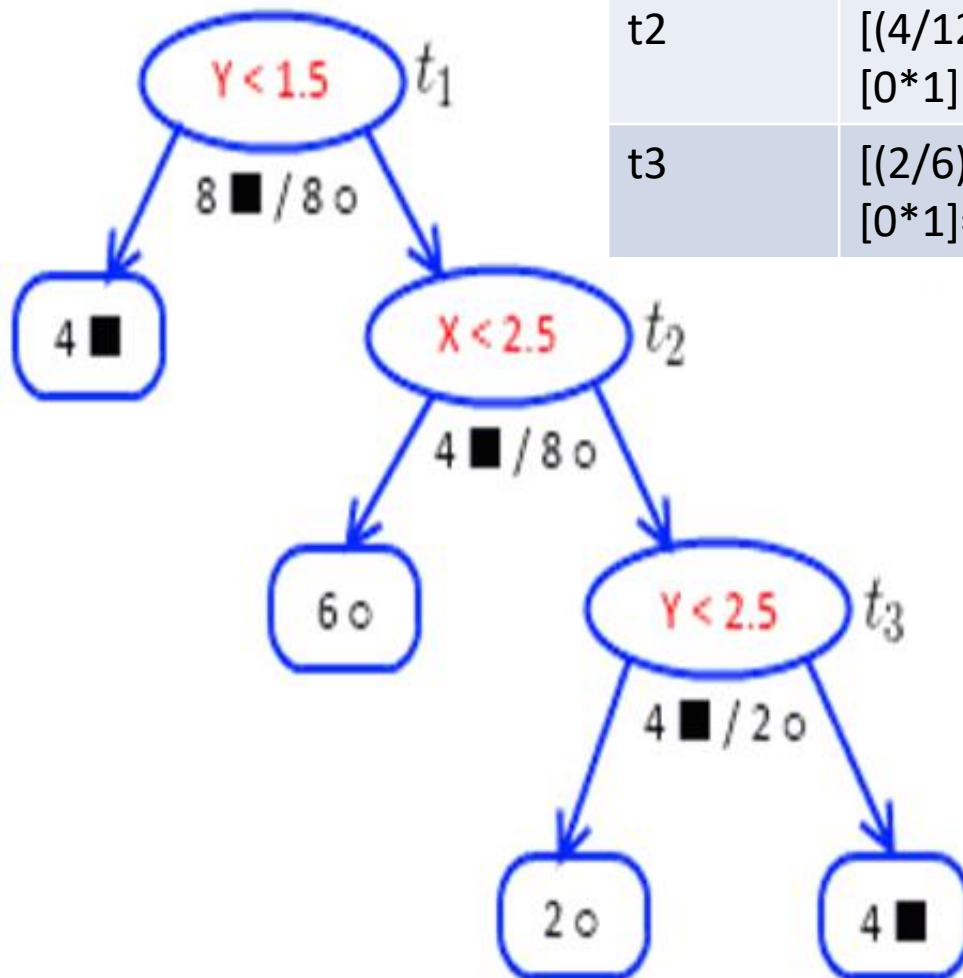 t2
[(4/12
[0*1]
t3
[(2/6)
[0*1]=
Y < 1.5
t₁
8 ■ / 8 o
4 ■
X < 2.5
t₂
4 ■ / 8 o
6 o
Y < 2.5
t₃
4 ■ / 2 o
2 o
4 ■